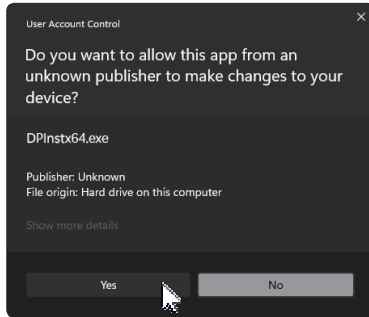 User Account Control
Do you want to allow this app from an
unknown publisher to make changes to your
device?
DPInstx64.exe
Publisher: Unknown
File origin: Hard drive on this computer
Show more details
Yes
No